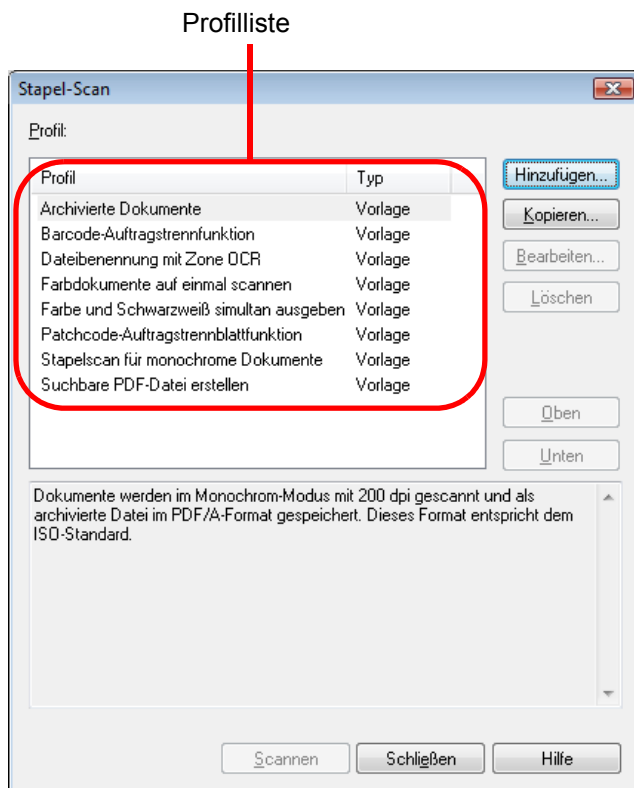 Profilliste
Stapel-Scan
Profil:
Profil Typ
Archivierte Dokumente Vorlage
Barcode-Auftragstrennfunktion Vorlage
Dateibenennung mit Zone OCR Vorlage
Farbdokumente auf einmal scannen Vorlage
Farbe und Schwarzweiß simultan ausgeben Vorlage
Patchcode-Auftragstrennblattfunktion Vorlage
Stapelscan für monochrome Dokumente Vorlage
Suchbare PDF-Datei erstellen Vorlage
Hinzufügen...
Kopieren...
Bearbeiten...
Löschen
Oben
Unten
Dokumente werden im Monochrom-Modus mit 200 dpi gescannt und als
archivierte Datei im PDF/A-Format gespeichert. Dieses Format entspricht dem
ISO-Standard.
Scannen Schließen Hilfe